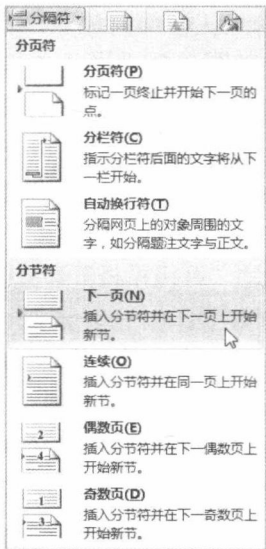 分隔符
分页符
分页符(P)
标记一页终止并开始下一页的
点。
分栏符(C)
指示分栏符后面的文字将从下
一栏开始。
自动换行符(T)
分隔网页上的对象周围的文
字，如分隔题注文字与正文。
分节符
下一页(N)
插入分节符并在下一页上开始
新节。
连续(O)
插入分节符并在同一页上开始
新节。
偶数页(E)
插入分节符并在下一偶数页上
开始新节。
奇数页(D)
插入分节符并在下一奇数页上
开始新节。
2
4
1
3